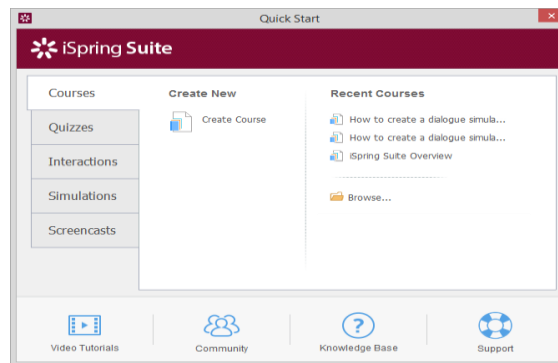 Quick Start
iSpring Suite
Courses
Quizzes
Interactions
Simulations
Screencasts
Create New
Create Course
Recent Courses
How to create a dialogue simula...
How to create a dialogue simula...
iSpring Suite Overview
Browse...
Video Tutorials
Community
Knowledge Base
Support